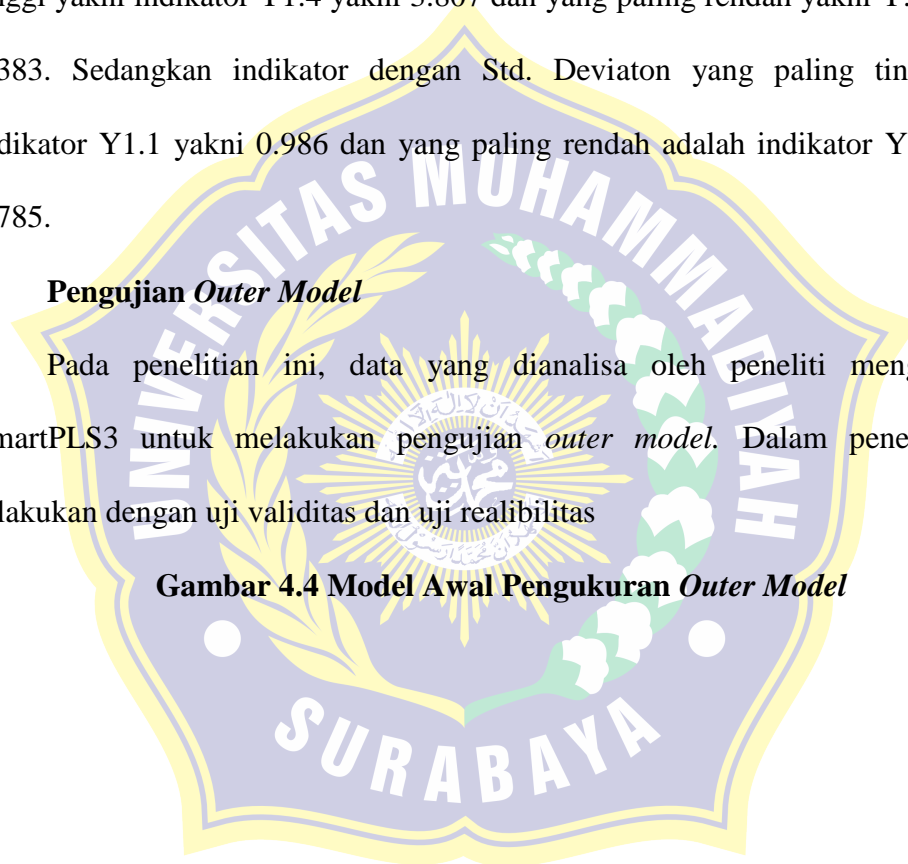 nggi yakni indikator Y1.4 yakni 3.807 dan yang paling rendah yakni Y
383. Sedangkan indikator dengan Std. Deviaton yang paling tin
dikator Y1.1 yakni 0.986 dan yang paling rendah adalah indikator Y
785.
Pengujian Outer Model
Pada penelitian ini, data yang dianalisa oleh peneliti meng
martPLS3 untuk melakukan pengujian outer model. Dalam pene
lakukan dengan uji validitas dan uji realibilitas
Gambar 4.4 Model Awal Pengukuran Outer Model
UNIVERSITAS MUHAMMADIYAH
SURABAYA